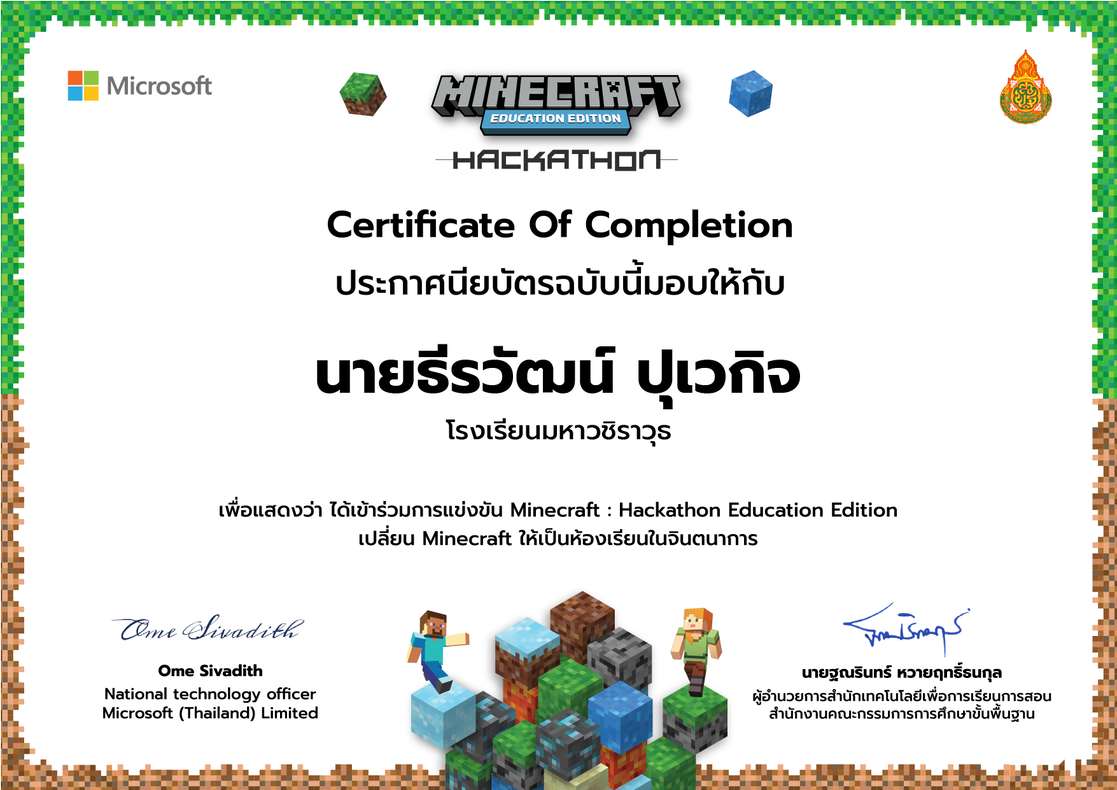 Microsoft
MINECRAFT
EDUCATION EDITION
HACKATHON
Certificate Of Completion
ประกาศนียบัตรฉบับนี้มอบให้กับ
นายธีรวัฒน์ ปุเวกิจ
โรงเรียนมหาวชิราวุธ
เพื่อแสดงว่า ได้เข้าร่วมการแข่งขัน Minecraft : Hackathon Education Edition
เปลี่ยน Minecraft ให้เป็นห้องเรียนในจินตนาการ
Ome Sivadith
Ome Sivadith
National technology officer
Microsoft (Thailand) Limited
นายฐณรินทร์ หวายฤทธิ์ธนกุล
ผู้อำนวยการสำนักเทคโนโลยีเพื่อการเรียนการสอน
สำนักงานคณะกรรมการการศึกษาขั้นพื้นฐาน